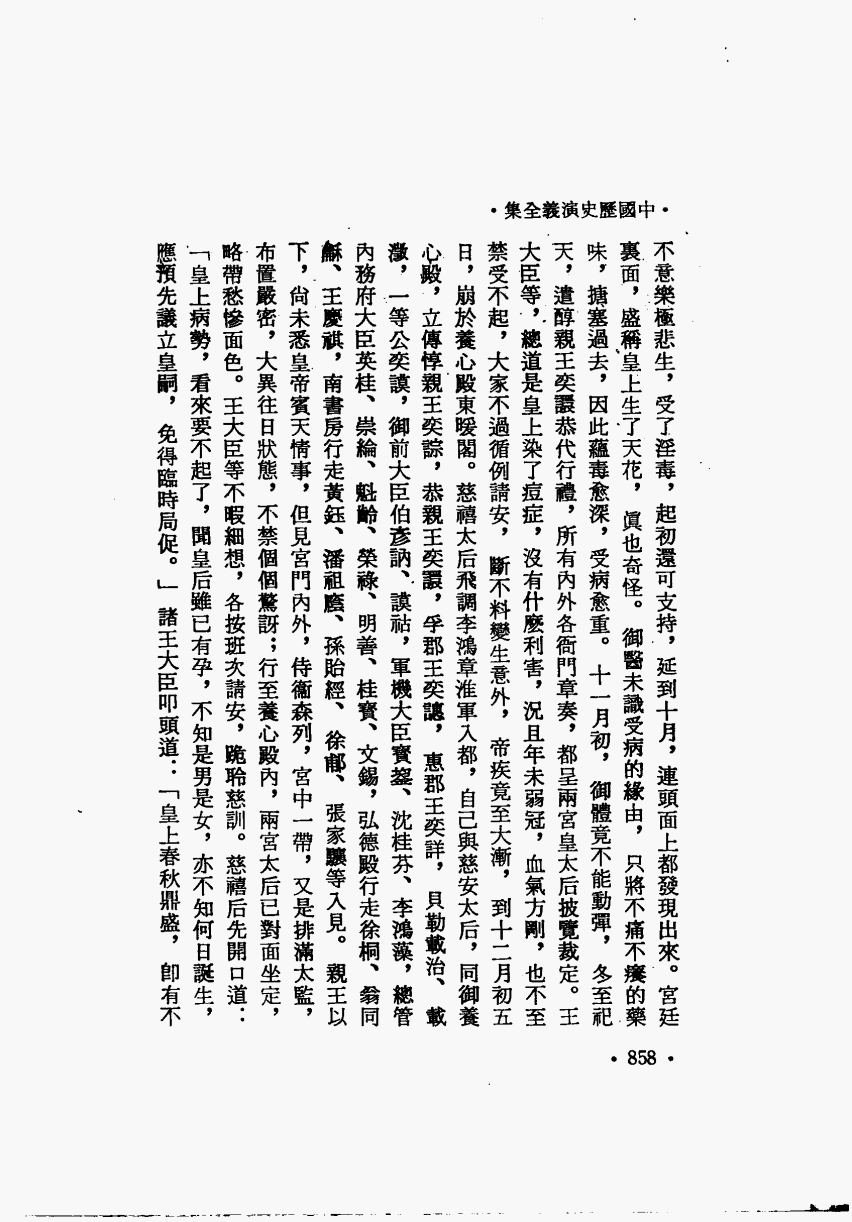 •中國歷史演義全集•
不意樂極悲生，受了淫毒，起初還可支持，延到十月，連頭面上都發現出來。宮廷
裏面，盛稱皇上生了天花，眞也奇怪。御醫未識受病的緣由，只將不痛不癢的藥
味，搪塞過去，因此蘊毒愈深，受病愈重。十一月初，御體竟不能動彈，冬至祀
天，遣醇親王奕譞恭代行禮，所有內外各衙門章奏，都呈兩宮皇太后披覽裁定。王
大臣等，總道是皇上染了痘症，沒有什麼利害，況且年未弱冠，血氣方剛，也不至
禁受不起，大家不過循例請安，斷不料變生意外，帝疾竟至大漸，到十二月初五
日，崩於養心殿東暖閣。慈禧太后飛調李鴻章淮軍入都，自己與慈安太后，同御養
心殿，立傳惇親王奕誴，恭親王奕譞，孚郡王奕譓，惠郡王奕詳，貝勒載治、載
澂，一等公奕謨，御前大臣伯彥訥、謨祜，軍機大臣寶鋆、沈桂芬、李鴻藻，總管
內務府大臣英桂、崇綸、魁齡、榮祿、明善、桂寶、文錫，弘德殿行走徐桐、翁同
龢、王慶祺，南書房行走黃鈺、潘祖廕、孫貽經、徐郙、張家驤等入見。親王以
下，尙未悉皇帝賓天情事，但見宮門內外，侍衞森列，宮中一帶，又是排滿太監，
布置嚴密，大異往日狀態，不禁個個驚訝；行至養心殿內，兩宮太后已對面坐定，
略帶愁慘面色。王大臣等不暇細想，各按班次請安，跪聆慈訓。慈禧后先開口道：
「皇上病勢，看來要不起了，聞皇后雖已有孕，不知是男是女，亦不知何日誕生，
應預先議立皇嗣，免得臨時局促。」諸王大臣叩頭道：「皇上春秋鼎盛，卽有不
•858•